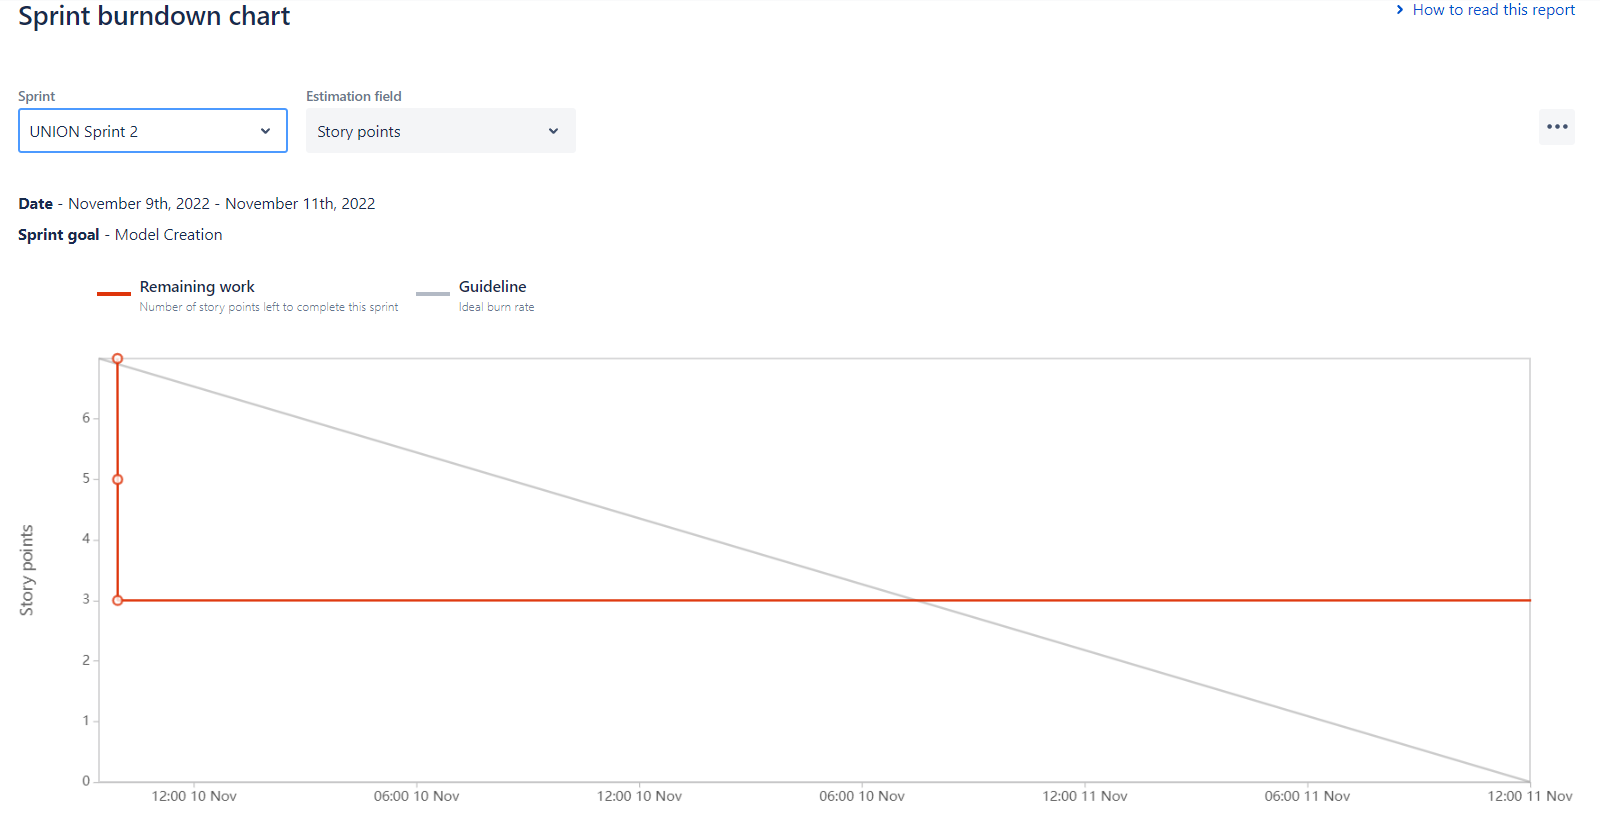 Sprint burndown chart
How to read this report
Sprint
Estimation field
UNION Sprint 2
Story points
Date - November 9th, 2022 - November 11th, 2022
Sprint goal - Model Creation
Remaining work
Number of story points left to complete this sprint
Guideline
Ideal burn rate
6
5
4
3
2
1
0
Story points
12:00 10 Nov
06:00 10 Nov
12:00 10 Nov
06:00 10 Nov
12:00 11 Nov
06:00 11 Nov
12:00 11 Nov